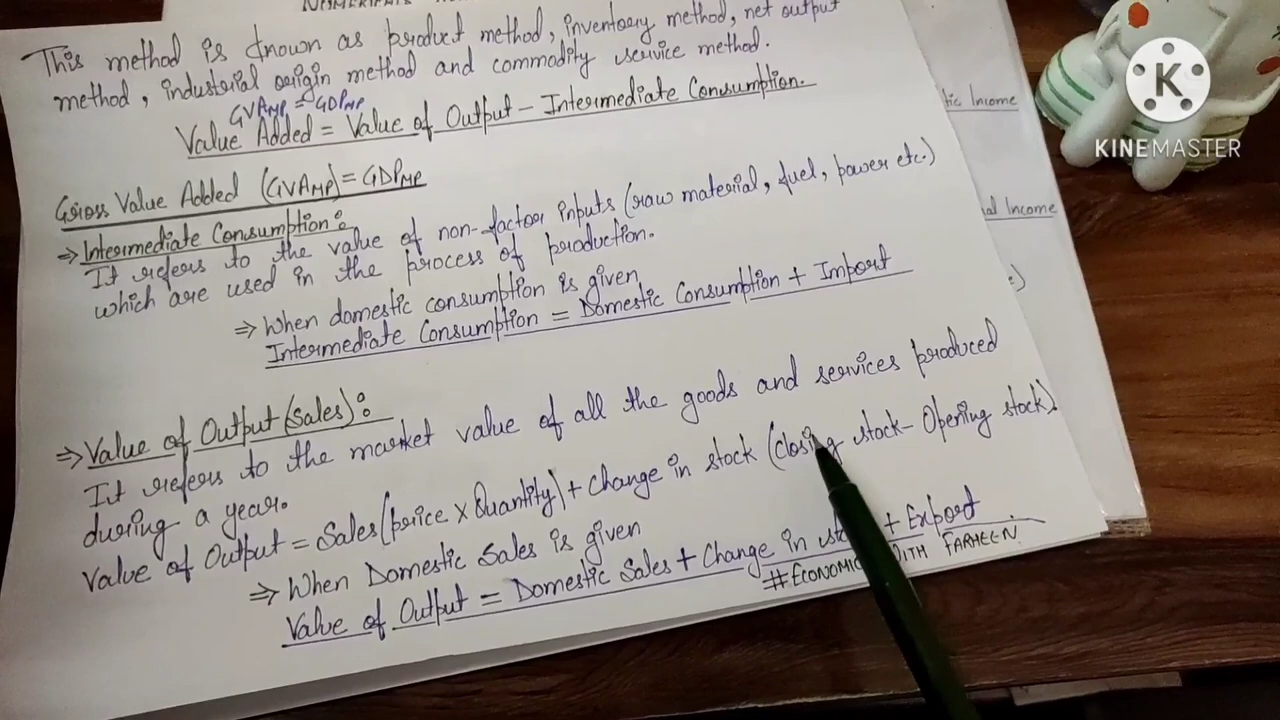 This method is known as product method, inventory method, net output
method, industrial origin method and commodity service method.
GVAMP = GDPMP
Value Added = Value of Output - Intermediate Consumption.
Gross Value Added (GVAMP) = GDPMP
⇒ Intermediate Consumption:
It refers to the value of non-factor inputs (raw material, fuel, power etc.)
which are used in the process of production.
⇒ When domestic consumption is given
Intermediate Consumption = Domestic Consumption + Import
⇒ Value of Output (Sales):
It refers to the market value of all the goods and services produced
during a year.
Value of Output = Sales (price x Quantity) + Change in stock (Closing stock - Opening stock).
⇒ When Domestic Sales is given
Value of Output = Domestic Sales + Change in + Export
# ECONOMIC WITH FARHEEN
Income
Income
K
KINEMASTER